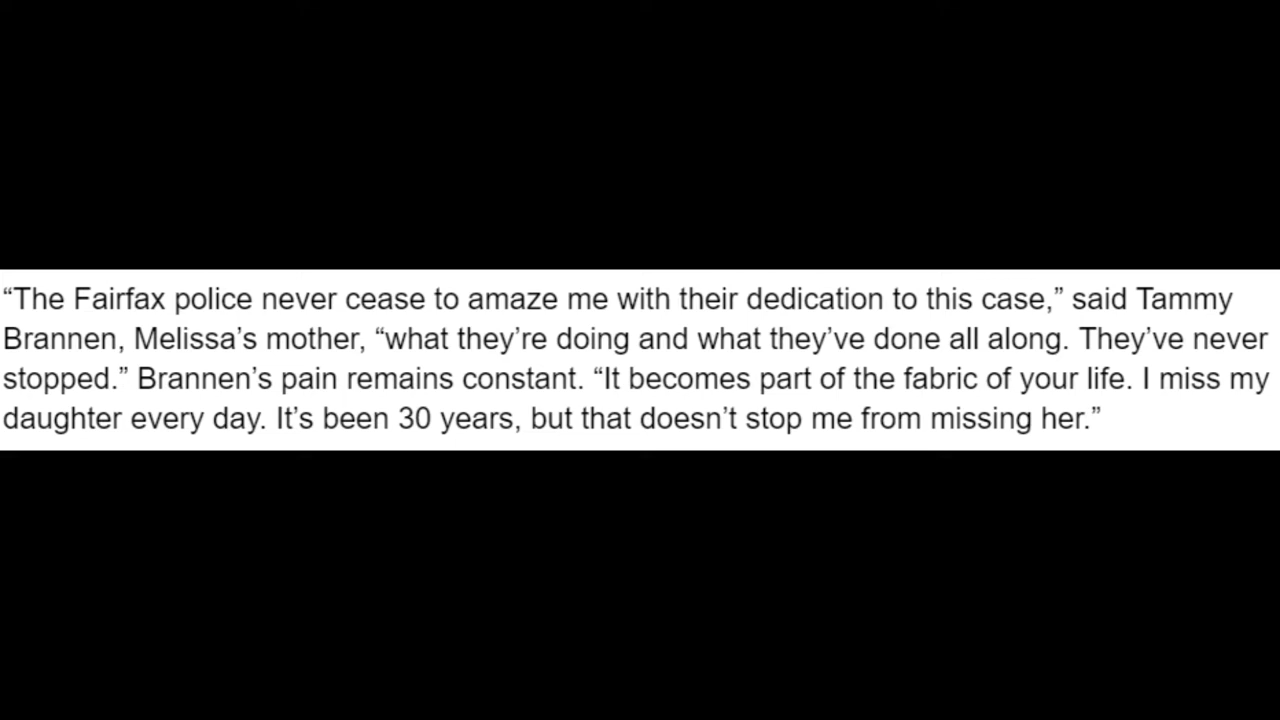 “The Fairfax police never cease to amaze me with their dedication to this case,” said Tammy
Brannen, Melissa’s mother, “what they’re doing and what they’ve done all along. They’ve never
stopped.” Brannen’s pain remains constant. “It becomes part of the fabric of your life. I miss my
daughter every day. It’s been 30 years, but that doesn’t stop me from missing her.”